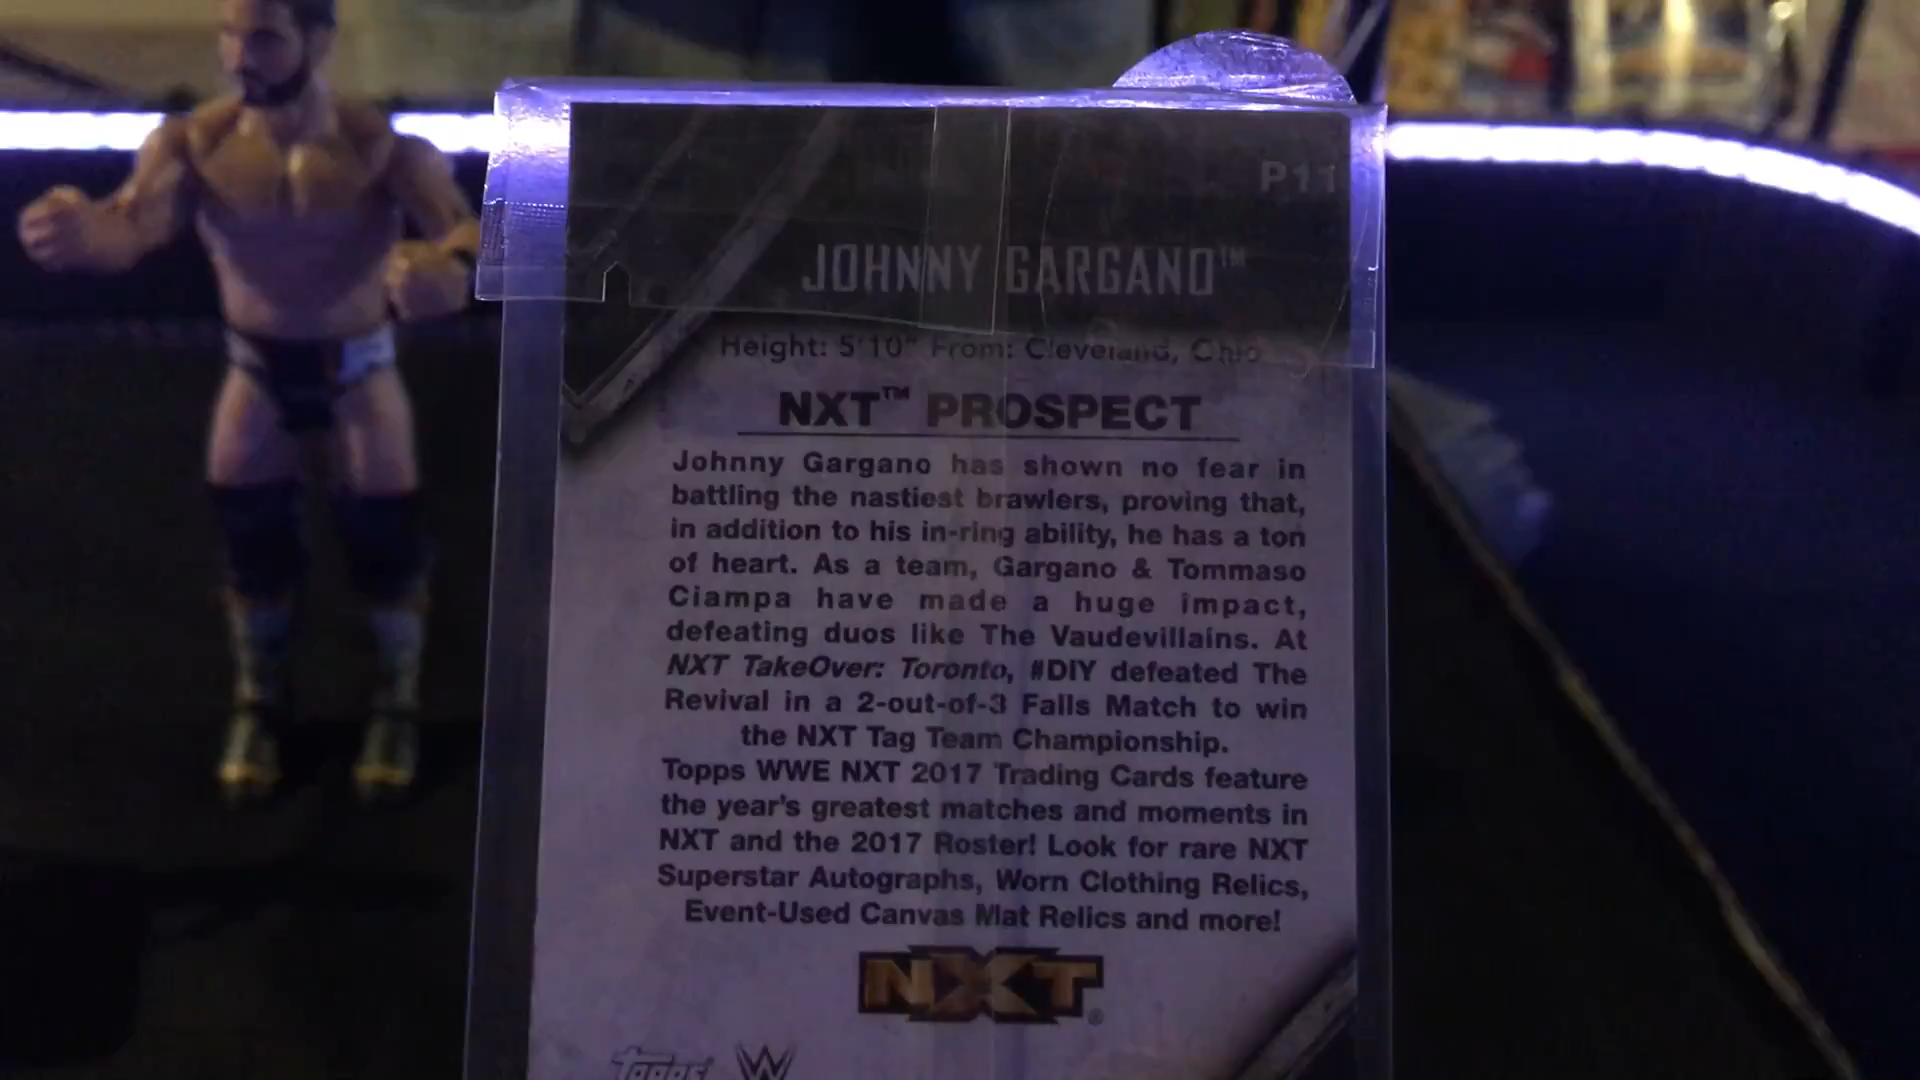 P11
JOHNNY GARGANO™
Height: 5'10" From: Cleveland, Ohio
NXT™ PROSPECT
Johnny Gargano has shown no fear in
battling the nastiest brawlers, proving that,
in addition to his in-ring ability, he has a ton
of heart. As a team, Gargano & Tommaso
Ciampa have made a huge impact,
defeating duos like The Vaudevillains. At
NXT TakeOver: Toronto, #DIY defeated The
Revival in a 2-out-of-3 Falls Match to win
the NXT Tag Team Championship.
Topps WWE NXT 2017 Trading Cards feature
the year's greatest matches and moments in
NXT and the 2017 Roster! Look for rare NXT
Superstar Autographs, Worn Clothing Relics,
Event-Used Canvas Mat Relics and more!
NXT®
Topps W